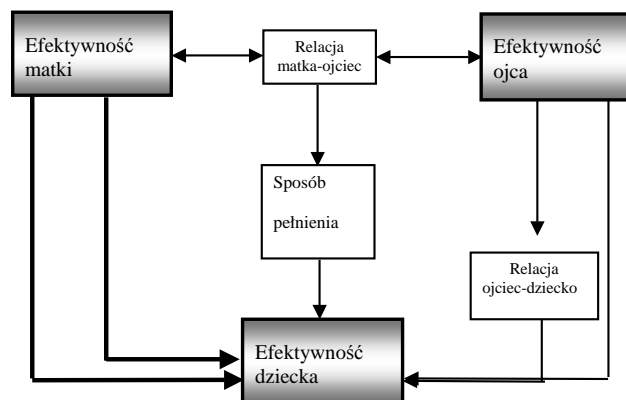 Efektywność
matki
Relacja
matka-ojciec
Efektywność
ojca
Sposób
pełnienia
Relacja
ojciec-dziecko
Efektywność
dziecka